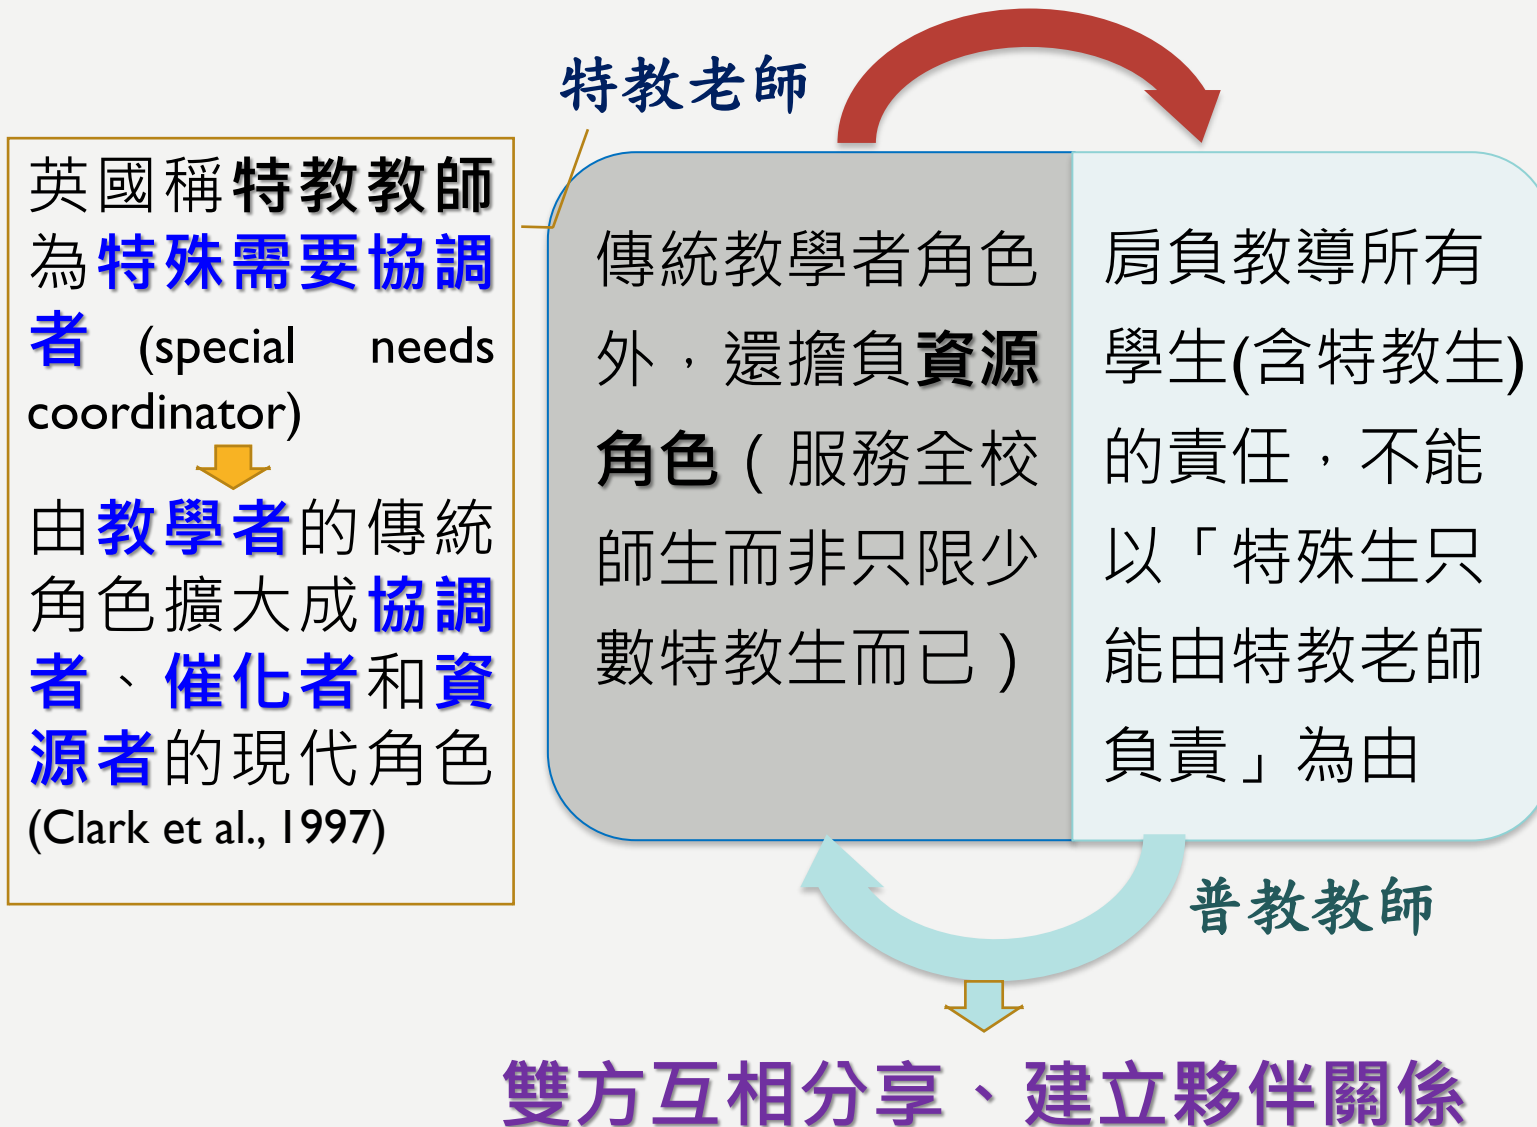 特教老師
英國稱特教教師
為特殊需要協調
者 (special needs
coordinator)
由教學者的傳統
角色擴大成協調
者、催化者和資
源者的現代角色
(Clark et al., 1997)
傳統教學者角色
外，還擔負資源
角色（服務全校
師生而非只限少
數特教生而已）
肩負教導所有
學生(含特教生)
的責任，不能
以「特殊生只
能由特教老師
負責」為由
普教教師
雙方互相分享、建立夥伴關係